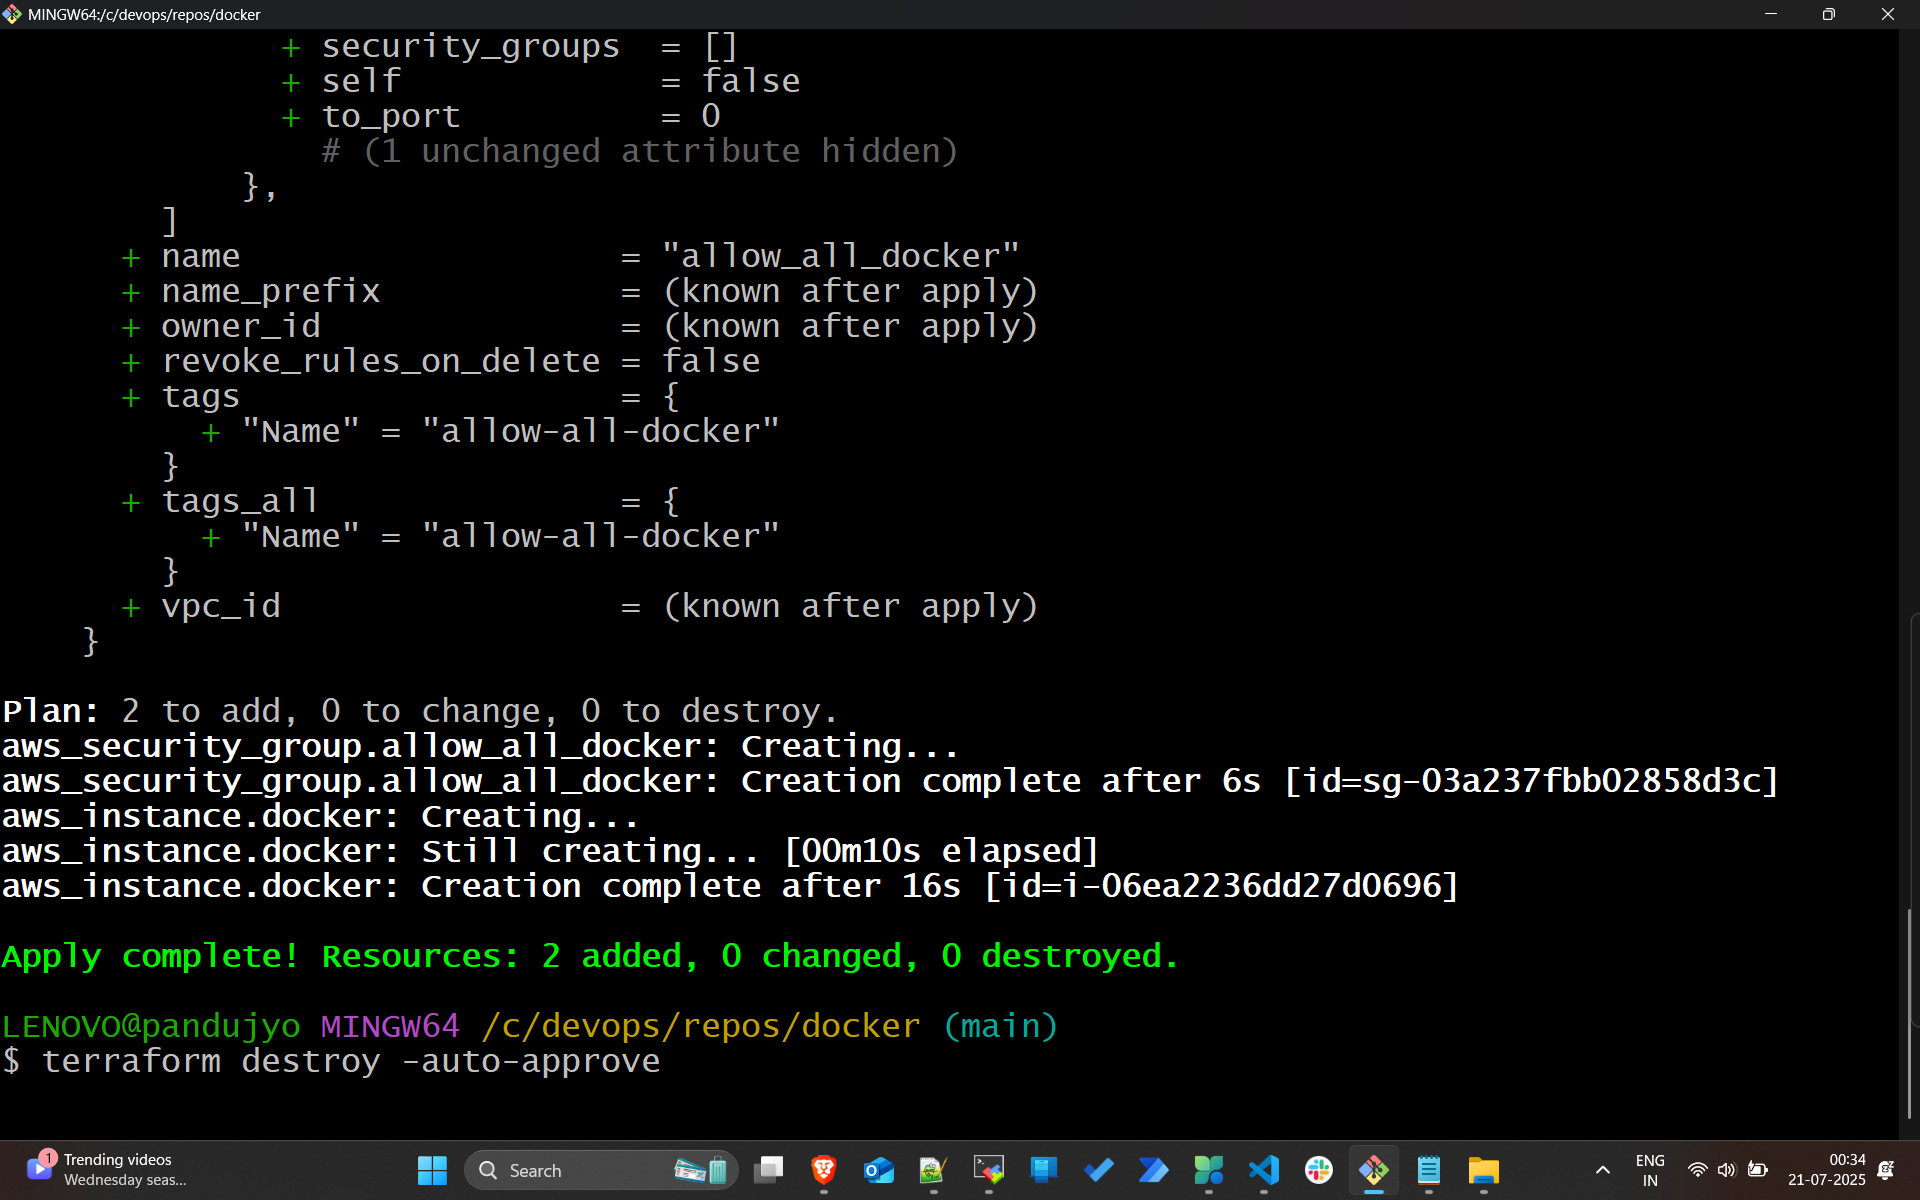 MINGW64:/c/devops/repos/docker
+ security_groups = []
+ self = false
+ to_port = 0
# (1 unchanged attribute hidden)
},
]
+ name = "allow_all_docker"
+ name_prefix = (known after apply)
+ owner_id = (known after apply)
+ revoke_rules_on_delete = false
+ tags = {
+ "Name" = "allow-all-docker"
}
+ tags_all = {
+ "Name" = "allow-all-docker"
}
+ vpc_id = (known after apply)
}
Plan: 2 to add, 0 to change, 0 to destroy.
aws_security_group.allow_all_docker: Creating...
aws_security_group.allow_all_docker: Creation complete after 6s [id=sg-03a237fbb02858d3c]
aws_instance.docker: Creating...
aws_instance.docker: Still creating... [00m10s elapsed]
aws_instance.docker: Creation complete after 16s [id=i-06ea2236dd27d0696]
Apply complete! Resources: 2 added, 0 changed, 0 destroyed.
LENOVO@pandujyo MINGW64 /c/devops/repos/docker (main)
$ terraform destroy -auto-approve
1
Trending videos
Wednesday seas...
Search
ENG
IN
00:34
21-07-2025